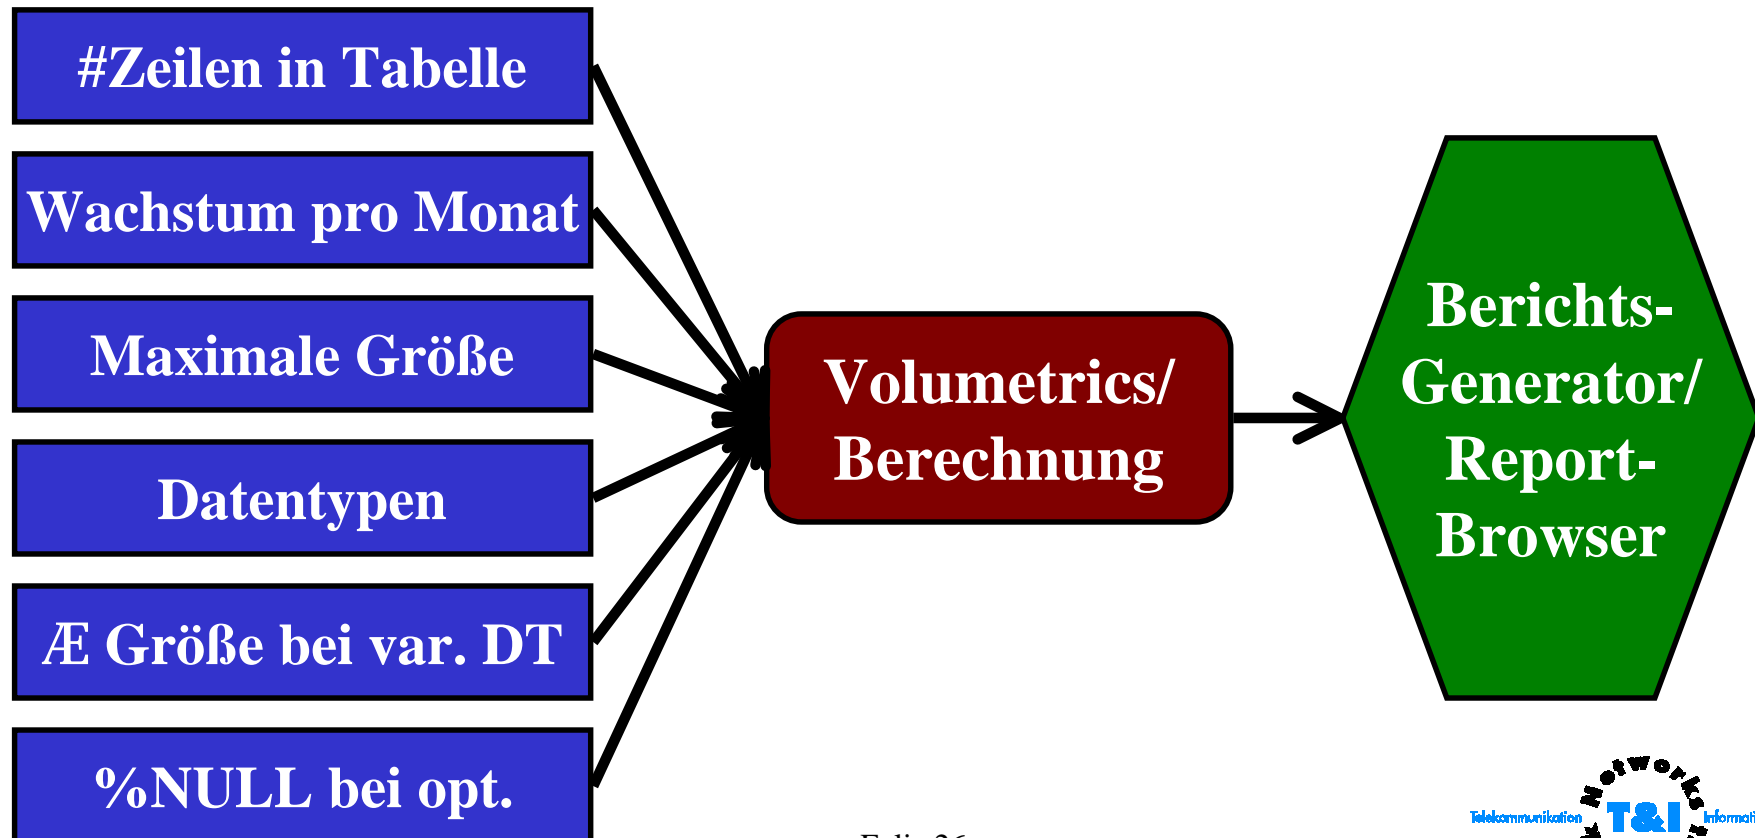 #Zeilen in Tabelle
Wachstum pro Monat
Maximale Größe
Datentypen
Æ Größe bei var. DT
%NULL bei opt.
Volumetrics/
Berechnung
Berichts-
Generator/
Report-
Browser
Networks
Telekommunikation
T&I